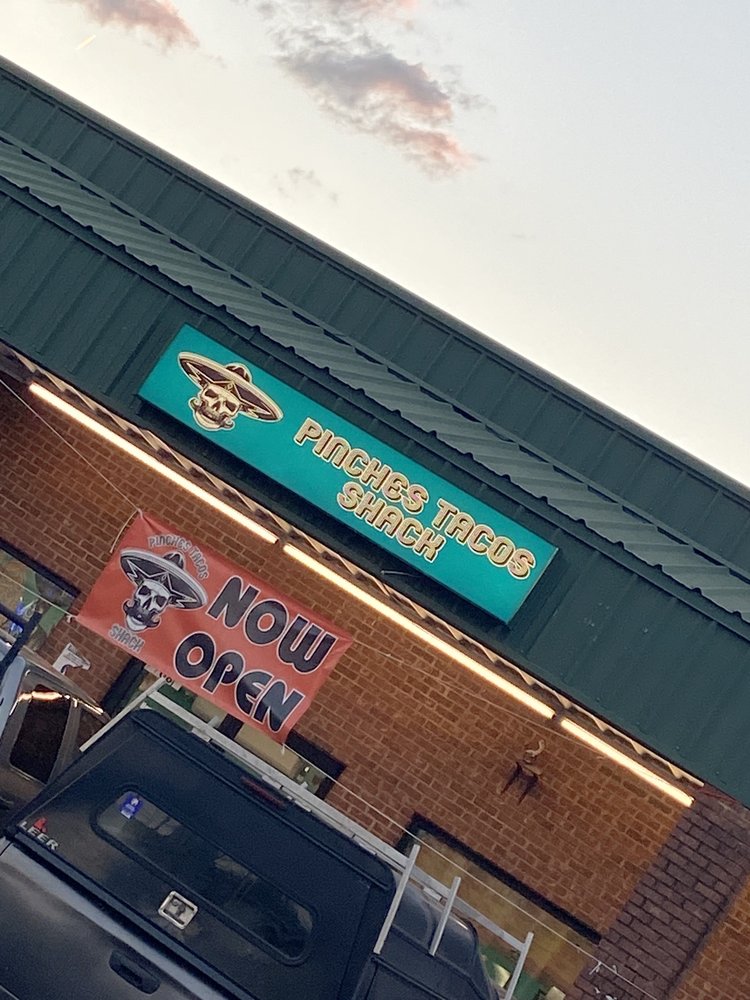 PINCHES TACOS
SHACK
PINCHES TACOS
SHACK
NOW
OPEN
LEER